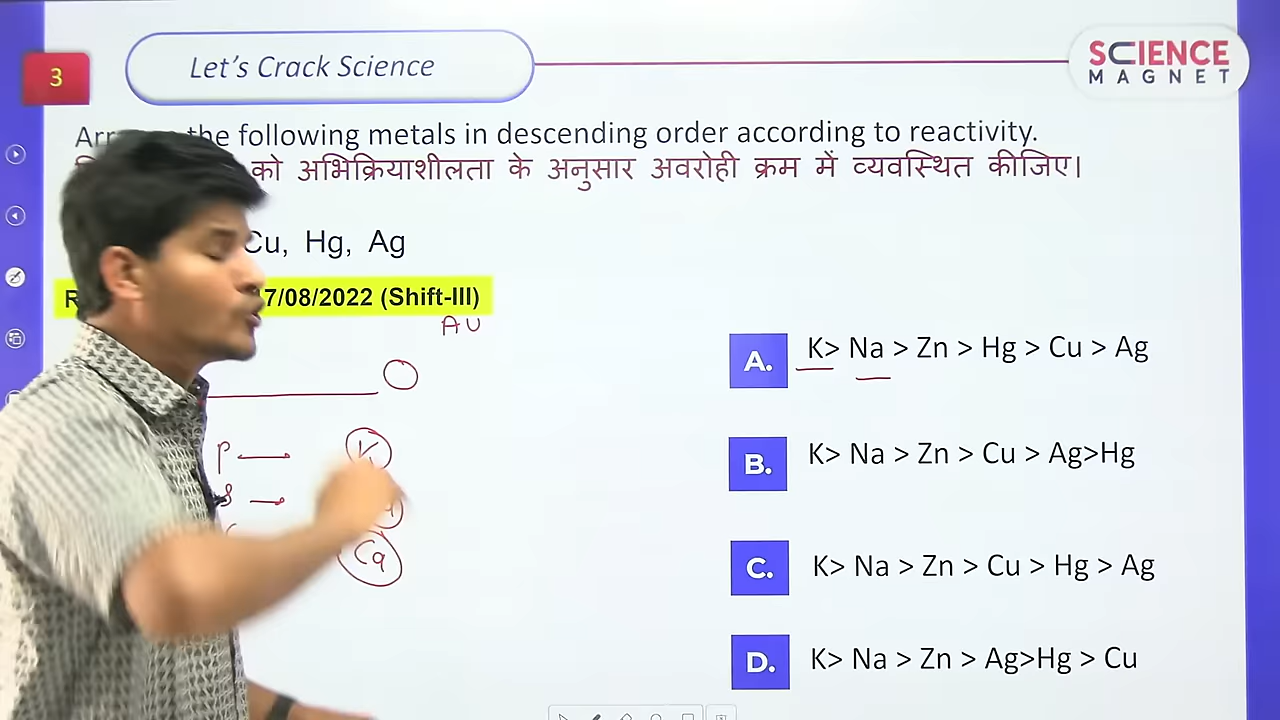 3
Let's Crack Science
SCIENCE
MAGNET
the following metals in descending order according to reactivity.
को अभिक्रियाशीलता के अनुसार अवरोही क्रम में व्यवस्थित कीजिए।
Cu, Hg, Ag
7/08/2022 (Shift-III)
AU
A. K> Na > Zn > Hg > Cu > Ag
P K
B. K> Na > Zn > Cu > Ag>Hg
S
Ca
C. K> Na > Zn > Cu > Hg > Ag
D. K> Na > Zn > Ag>Hg > Cu